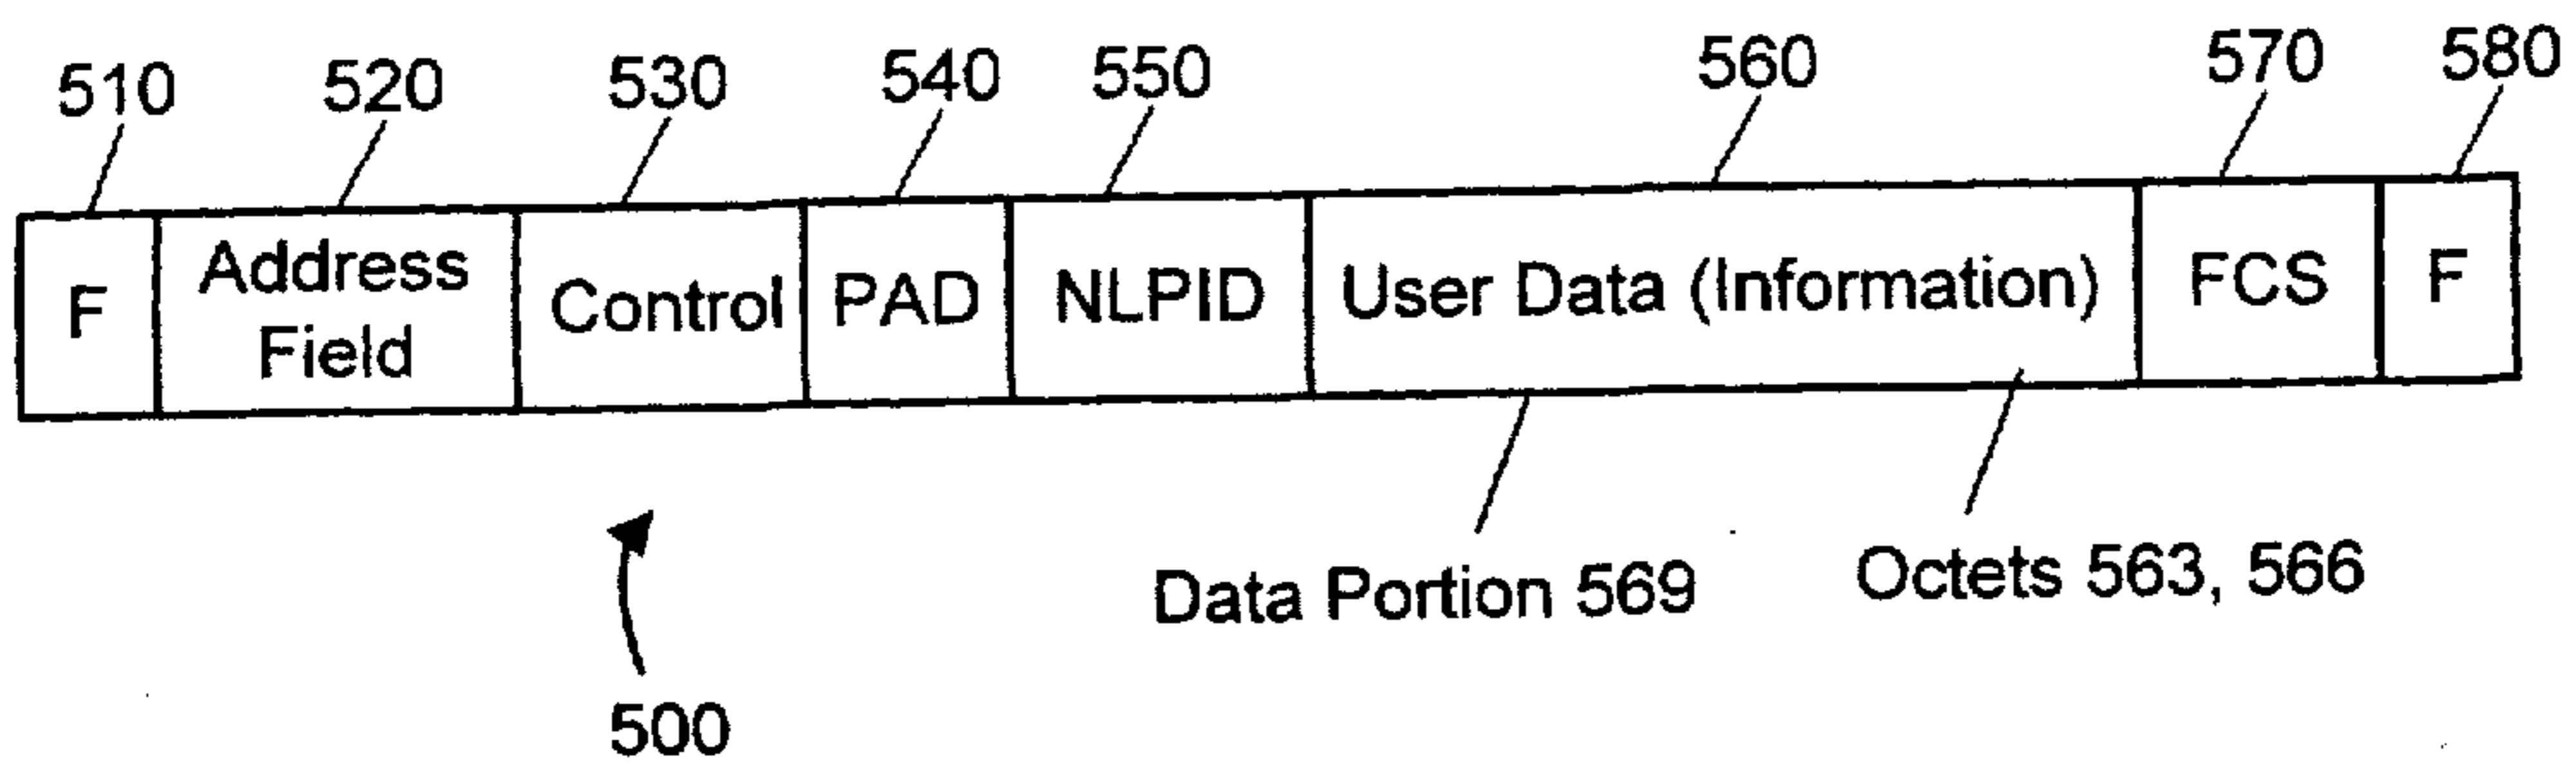 510 520 530 540 550 560 570 580
F Address Field Control PAD NLPID User Data (Information) FCS F
Data Portion 569 Octets 563, 566
500